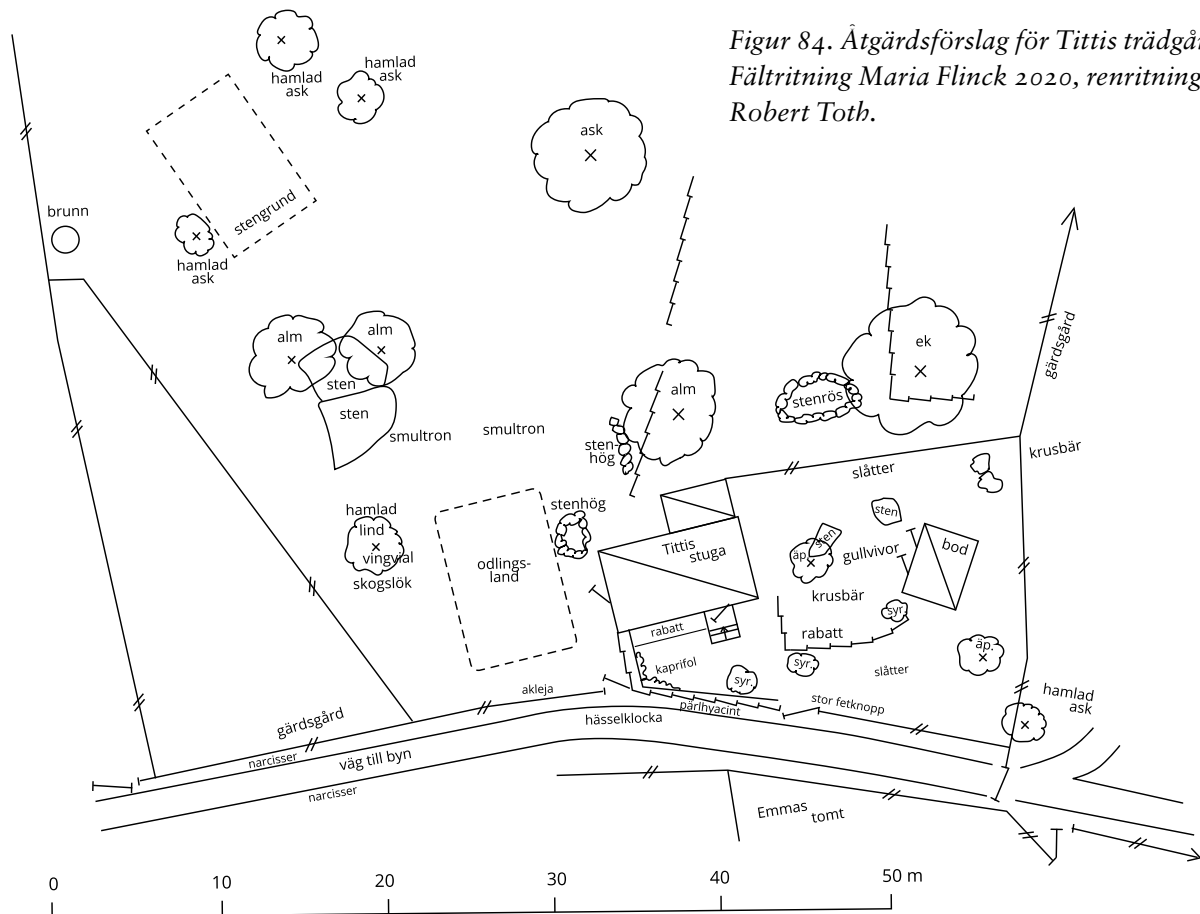 Figur 84. Åtgärdsförslag för Tittis trädgår
Fältritning Maria Flinck 2020, renritning
Robert Toth.
hamlad
ask
hamlad
ask
ask
brunn
stengrund
hamlad
ask
alm
alm
ek
gärdsgård
sten
sten
alm
stenrös
smultron
smultron
sten-
hög
slåtter
krusbär
hamlad
lind
vingvial
skogslök
stenhög
odlings-
land
Tittis
stuga
sten
sten
äp.
gullvivor
bod
krusbär
syr.
rabatt
rabatt
kaprifol
syr.
syr.
äp.
slåtter
akleja
pärlhyacint
stor fetknopp
hamlad
ask
gärdsgård
hässelklocka
narcisser
väg till byn
narcisser
Emmas
tomt
0 10 20 30 40 50 m